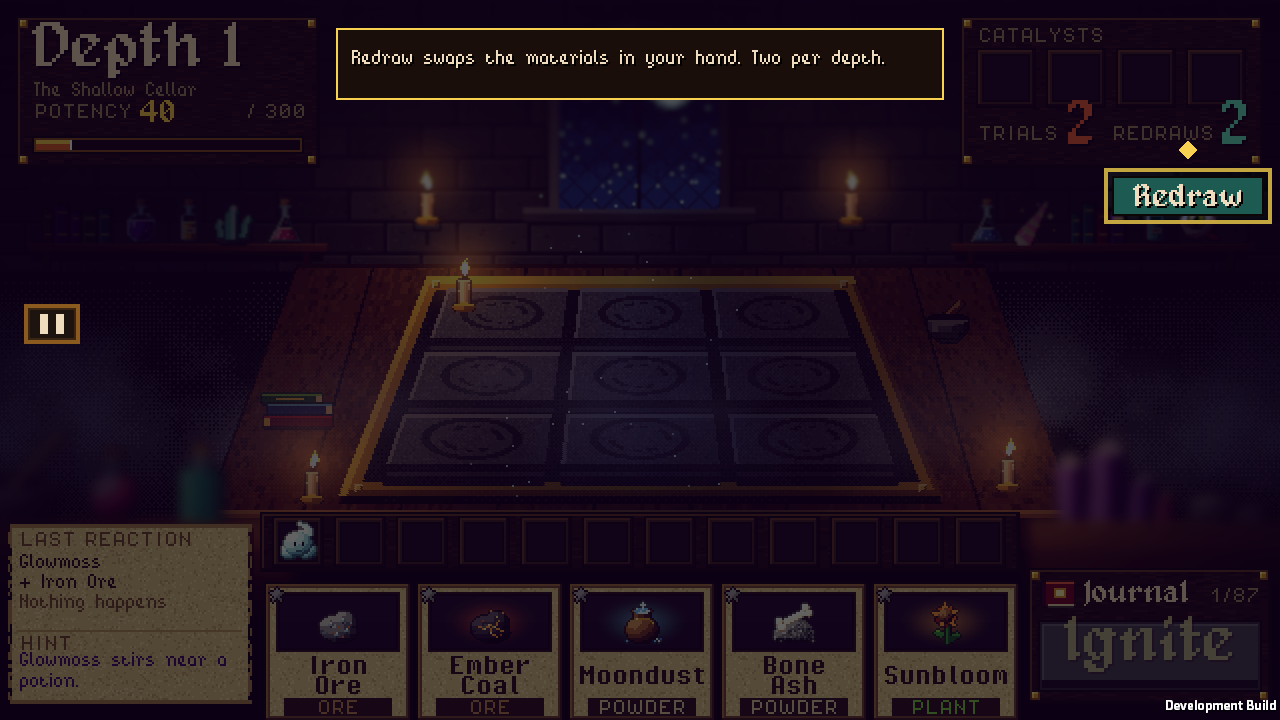 Depth 1
The Shallow Cellar
POTENCY 40 / 300
Redraw swaps the materials in your hand. Two per depth.
CATALYSTS
TRIALS 2 REDRAWS 2
Redraw
LAST REACTION
Glowmoss
+ Iron Ore
Nothing happens
HINT
Glowmoss stirs near a
potion.
Iron
Ore
ORE
Ember
Coal
ORE
Moondust
POWDER
Bone
Ash
POWDER
Sunbloom
PLANT
Journal 1/87
Ignite
Development Build